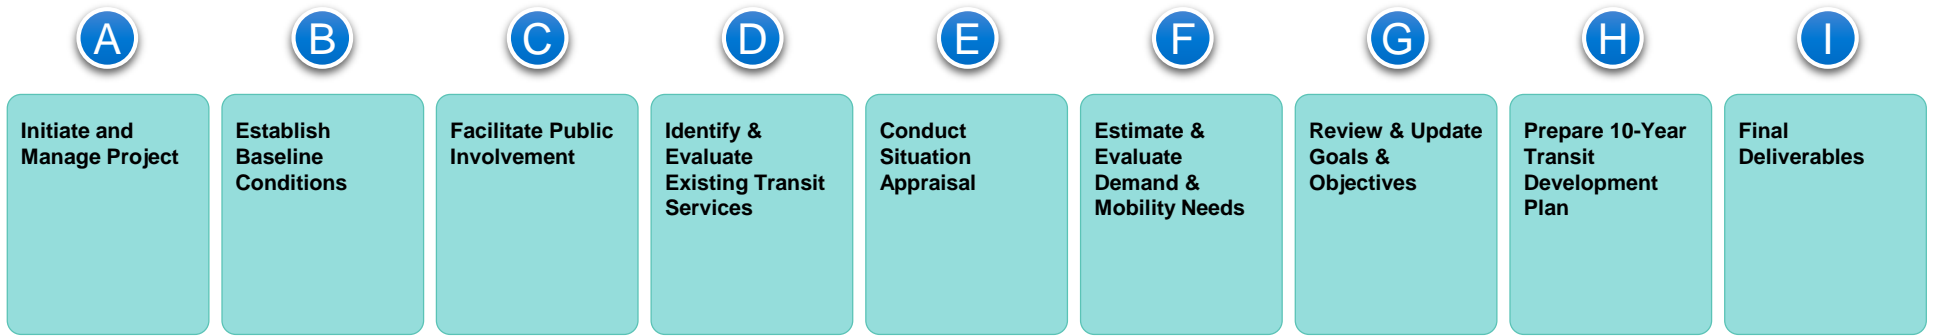 A
B
C
D
E
F
G
H
I
Initiate and
Manage Project
Establish
Baseline
Conditions
Facilitate Public
Involvement
Identify &
Evaluate
Existing Transit
Services
Conduct
Situation
Appraisal
Estimate &
Evaluate
Demand &
Mobility Needs
Review & Update
Goals &
Objectives
Prepare 10-Year
Transit
Development
Plan
Final
Deliverables